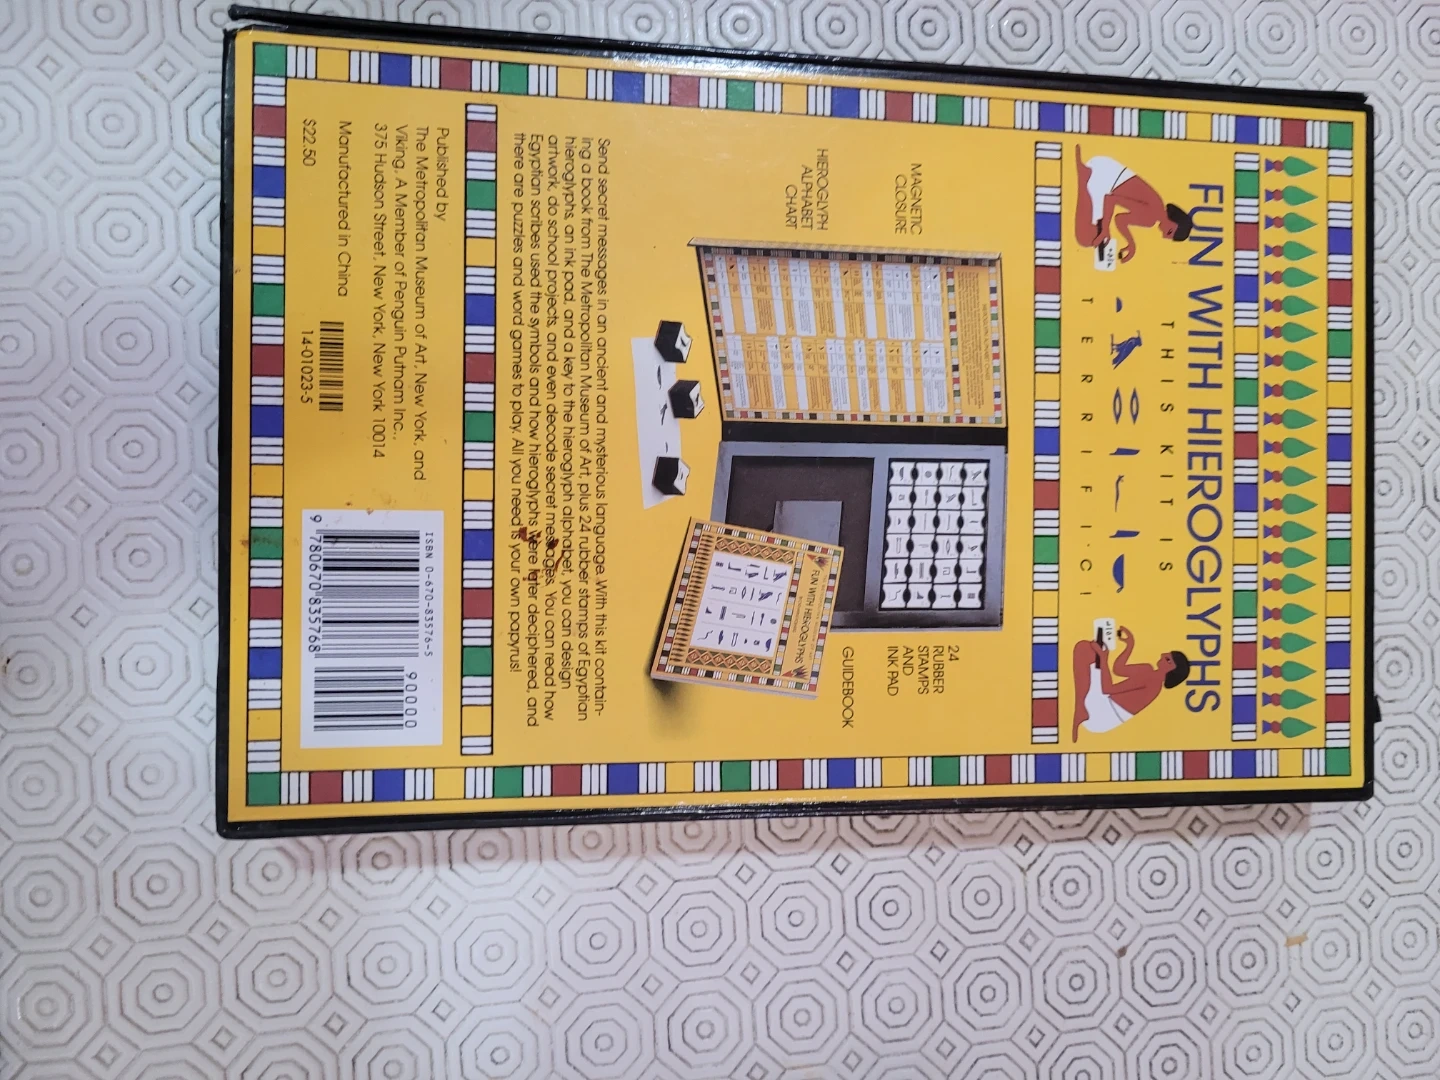 FUN WITH HIEROGLYPHS
THIS KIT IS
TERRIFIC!
MAGNETIC
CLOSURE
HIEROGLYPH
ALPHABET
CHART
24
RUBBER
STAMPS
AND
INK PAD
GUIDEBOOK
FUN WITH HIEROGLYPHS
Send secret messages in an ancient and mysterious language. With this kit contain-
ing a book from The Metropolitan Museum of Art, plus 24 rubber stamps of Egyptian
hieroglyphs, an ink pad, and a key to the hieroglyph alphabet, you can design
artwork, do school projects, and even decode secret messages. You can read how
Egyptian scribes used the symbols and how hieroglyphs were later deciphered, and
there are puzzles and word games to play. All you need is your own papyrus!
Published by
The Metropolitan Museum of Art, New York, and
Viking, A Member of Penguin Putnam Inc.,
375 Hudson Street, New York, New York 10014
Manufactured in China
14-010235-5
$22.50
ISBN 0-670-83576-5
90000
9 780670 835768